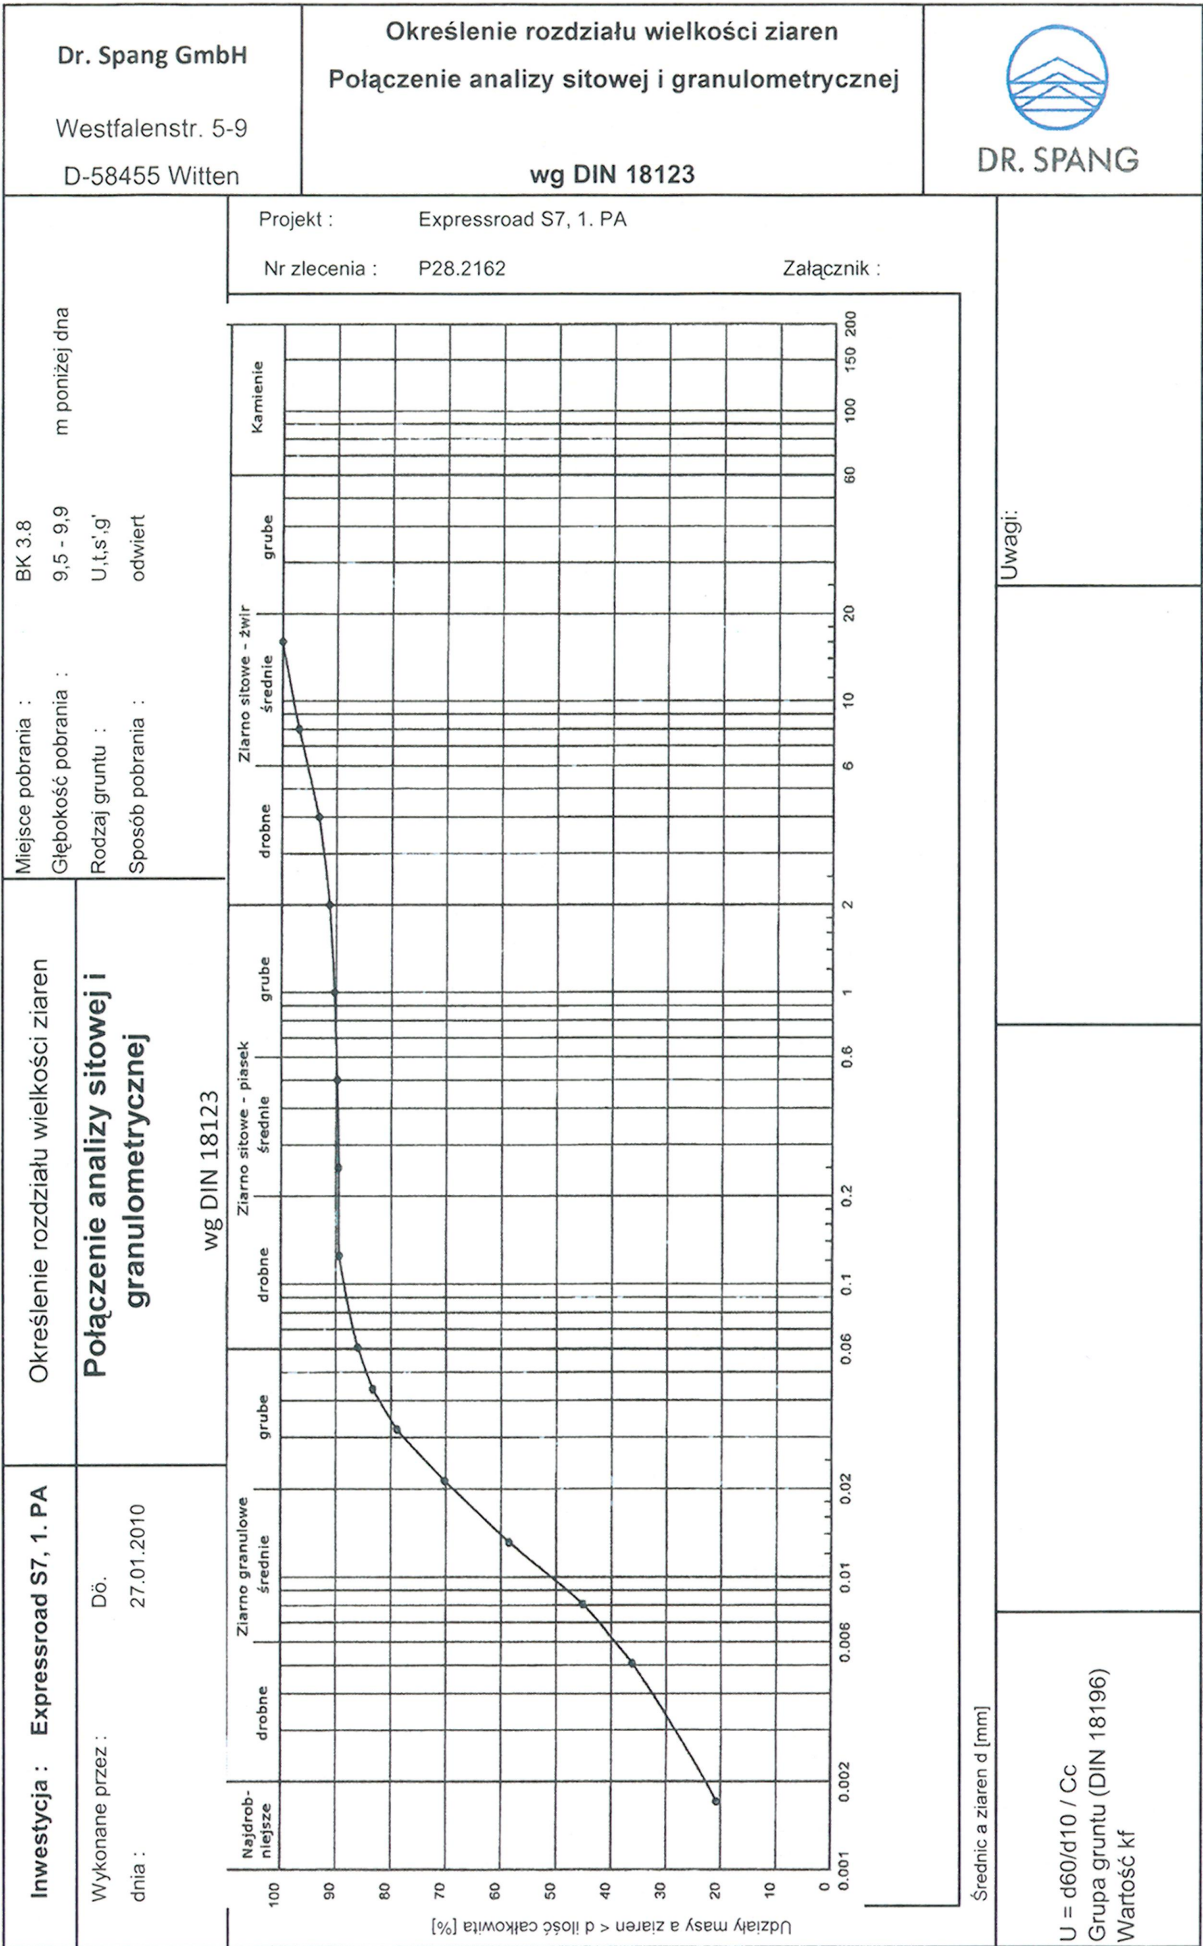 Dr. Spang GmbH
Westfalenstr. 5-9
D-58455 Witten
Określenie rozdziału wielkości ziaren
Połączenie analizy sitowej i granulometrycznej
wg DIN 18123
DR. SPANG
Projekt : Expressroad S7, 1. PA
Nr zlecenia : P28.2162 Załącznik :
Inwestycja : Expressroad S7, 1. PA
Wykonane przez : Dö.
dnia : 27.01.2010
Określenie rozdziału wielkości ziaren
Połączenie analizy sitowej i
granulometrycznej
wg DIN 18123
Miejsce pobrania : BK 3.8
Głębokość pobrania : 9,5 - 9,9 m poniżej dna
Rodzaj gruntu : U,t,s',g'
Sposób pobrania : odwiert
Najdrob-
niejsze
Ziarno granulowe
drobne średnie grube
Ziarno sitowe - piasek
drobne średnie grube
Ziarno sitowe - żwir
drobne średnie grube
Kamienie
Udziały masy a ziaren < d ilość całkowita [%]
100
90
80
70
60
50
40
30
20
10
0
0.001 0.002 0.006 0.01 0.02 0.06 0.1 0.2 0.6 1 2 6 10 20 60 100 150 200
Średnic a ziaren d [mm]
U = d60/d10 / Cc
Grupa gruntu (DIN 18196)
Wartość kf
Uwagi: